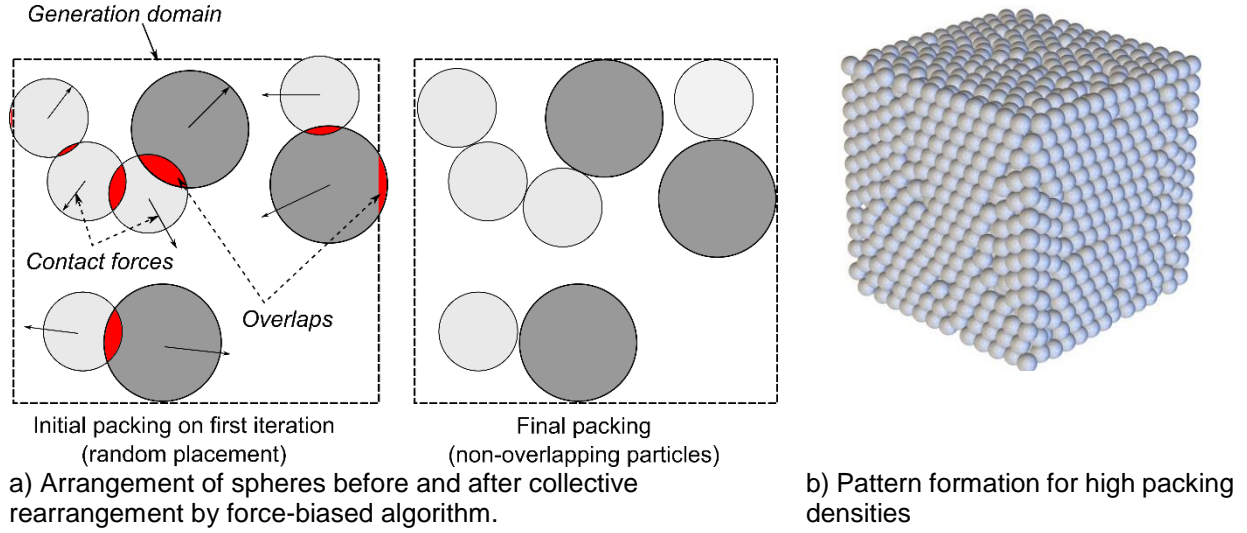 Generation domain
Contact forces
Overlaps
Initial packing on first iteration
(random placement)
Final packing
(non-overlapping particles)
a) Arrangement of spheres before and after collective
rearrangement by force-biased algorithm.
b) Pattern formation for high packing
densities